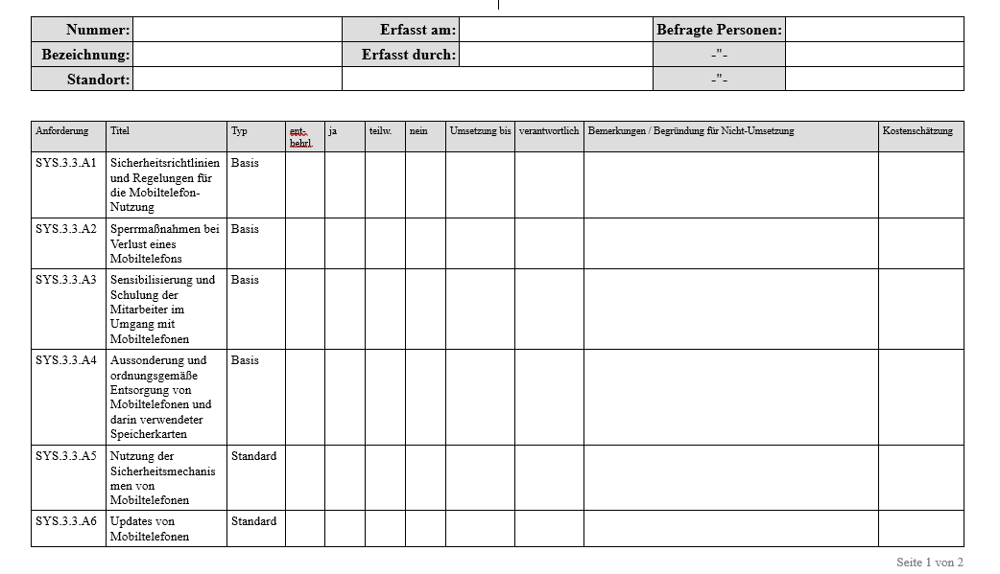 Nummer: Erfasst am: Befragte Personen:
Bezeichnung: Erfasst durch: -"-
Standort: -"-
Anforderung Titel Typ ent- ja teilw. nein Umsetzung bis verantwortlich Bemerkungen / Begründung für Nicht-Umsetzung Kostenschätzung
behrl.
SYS.3.3.A1 Sicherheitsrichtlinien Basis
und Regelungen für
die Mobiltelefon-
Nutzung
SYS.3.3.A2 Sperrmaßnahmen bei Basis
Verlust eines
Mobiltelefons
SYS.3.3.A3 Sensibilisierung und Basis
Schulung der
Mitarbeiter im
Umgang mit
Mobiltelefonen
SYS.3.3.A4 Aussonderung und Basis
ordnungsgemäße
Entsorgung von
Mobiltelefonen und
darin verwendeter
Speicherkarten
SYS.3.3.A5 Nutzung der Standard
Sicherheitsmechanis
men von
Mobiltelefonen
SYS.3.3.A6 Updates von Standard
Mobiltelefonen
Seite 1 von 2